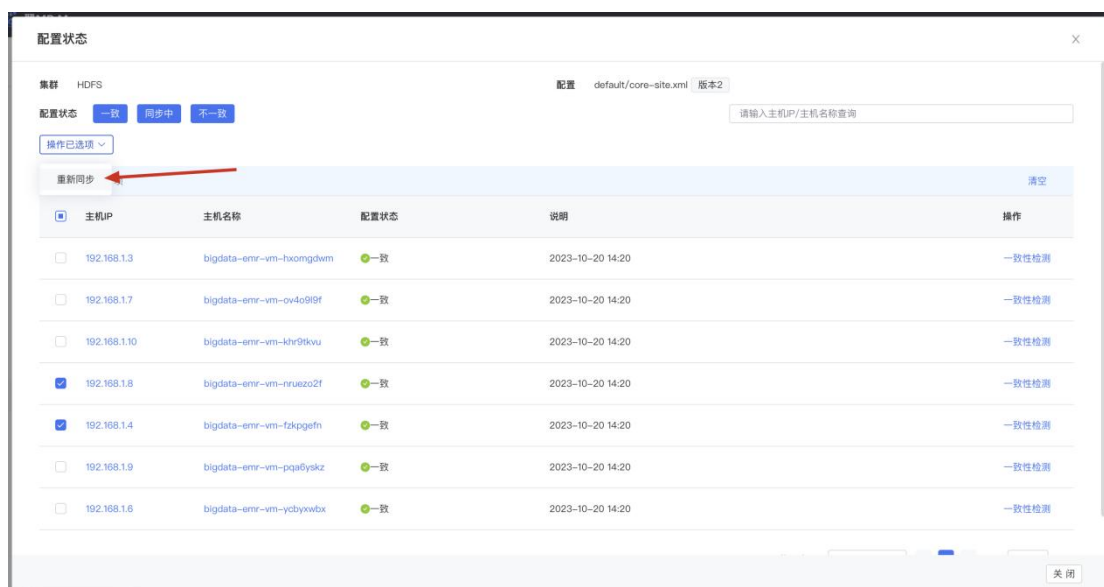 配置状态
集群 HDFS 配置 default/core-site.xml 版本2
配置状态 一致 同步中 不一致 请输入主机IP/主机名称查询
操作已选项
重新同步 清空
主机IP 主机名称 配置状态 说明 操作
192.168.1.3 bigdata-emr-vm-hxomgdwm 一致 2023-10-20 14:20 一致性检测
192.168.1.7 bigdata-emr-vm-ov4o9l9f 一致 2023-10-20 14:20 一致性检测
192.168.1.10 bigdata-emr-vm-khr9tkvu 一致 2023-10-20 14:20 一致性检测
192.168.1.8 bigdata-emr-vm-nruezo2f 一致 2023-10-20 14:20 一致性检测
192.168.1.4 bigdata-emr-vm-fzkpgefn 一致 2023-10-20 14:20 一致性检测
192.168.1.9 bigdata-emr-vm-pqa6yskz 一致 2023-10-20 14:20 一致性检测
192.168.1.6 bigdata-emr-vm-ycbyxwbx 一致 2023-10-20 14:20 一致性检测
关闭